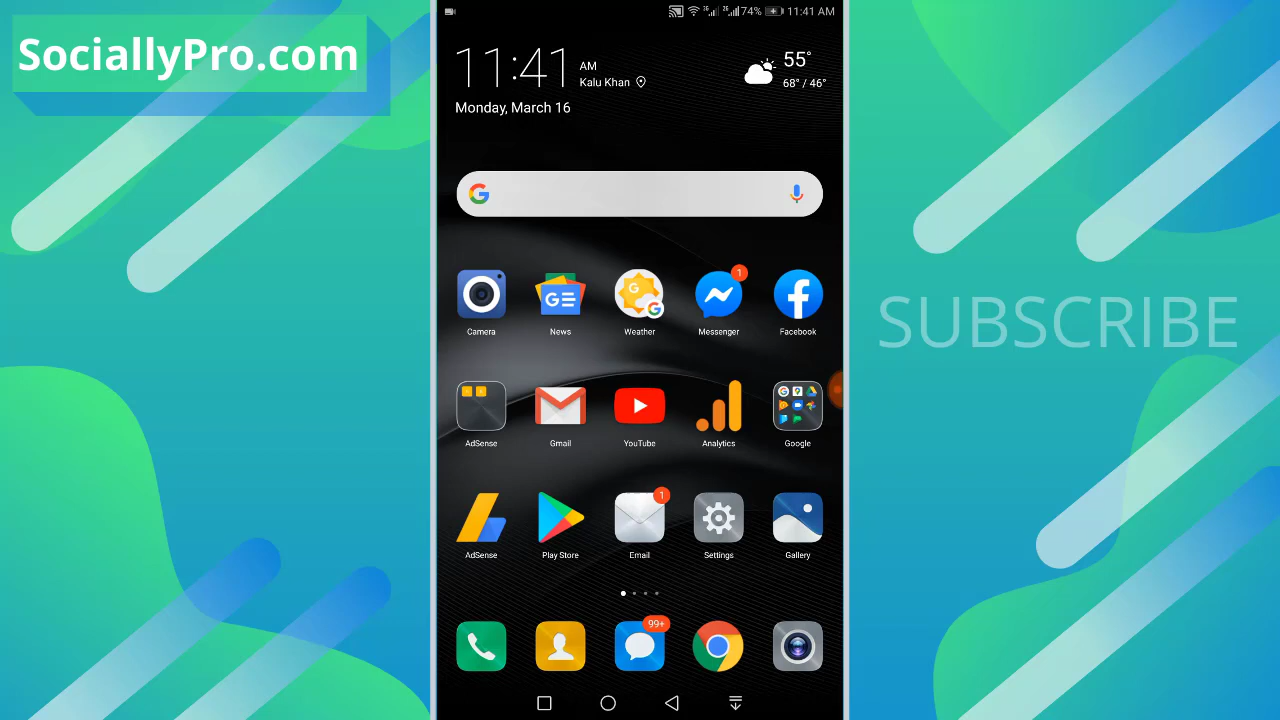 SociallyPro.com
74% 11:41 AM
11:41 AM
Kalu Khan
Monday, March 16
55°
68° / 46°
SUBSCRIBE
1
Camera News Weather Messenger Facebook
AdSense Gmail YouTube Analytics Google
1
AdSense Play Store Email Settings Gallery
99+